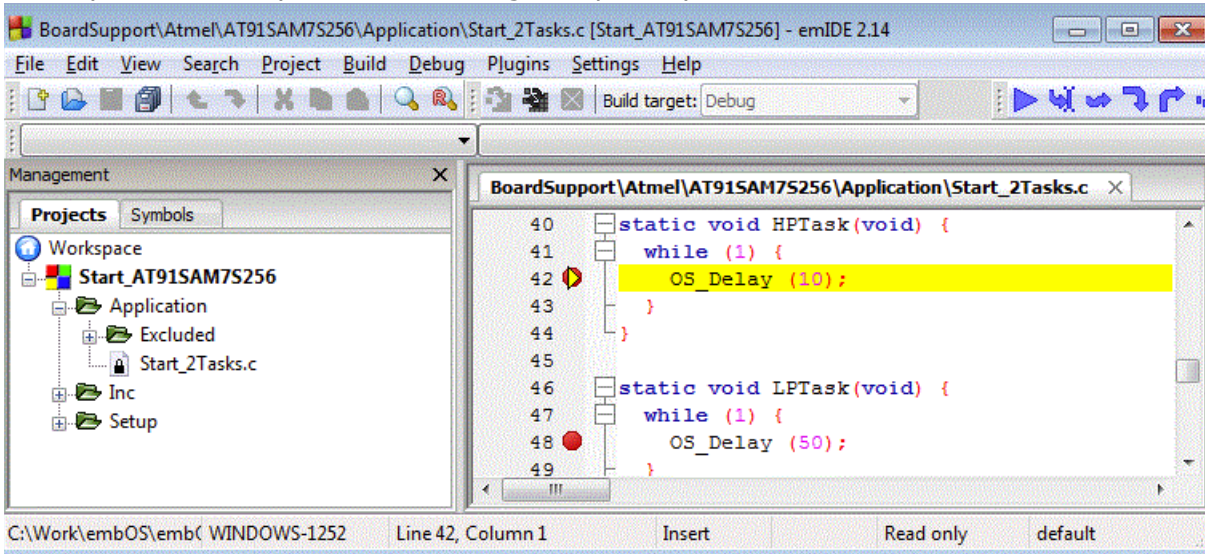 BoardSupport\Atmel\AT91SAM7S256\Application\Start_2Tasks.c [Start_AT91SAM7S256] - emIDE 2.14
File Edit View Search Project Build Debug Plugins Settings Help
Build target: Debug
Management
Projects Symbols
Workspace
Start_AT91SAM7S256
Application
Excluded
Start_2Tasks.c
Inc
Setup
BoardSupport\Atmel\AT91SAM7S256\Application\Start_2Tasks.c
40 static void HPTask(void) {
41 while (1) {
42 OS_Delay (10);
43 }
44 }
45
46 static void LPTask(void) {
47 while (1) {
48 OS_Delay (50);
49 }
C:\Work\embOS\emb( WINDOWS-1252 Line 42, Column 1 Insert Read only default